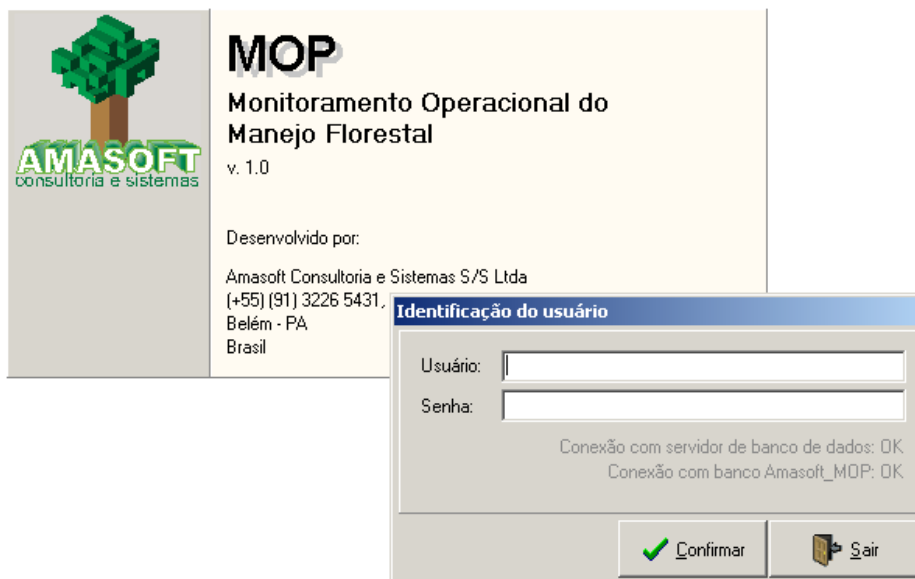 AMASOFT
consultoria e sistemas
MOP
Monitoramento Operacional do
Manejo Florestal
v. 1.0
Desenvolvido por:
Amasoft Consultoria e Sistemas S/S Ltda
(+55) (91) 3226 5431,
Belém - PA
Brasil
Identificação do usuário
Usuário:
Senha:
Conexão com servidor de banco de dados: OK
Conexão com banco Amasoft_MOP: OK
Confirmar
Sair